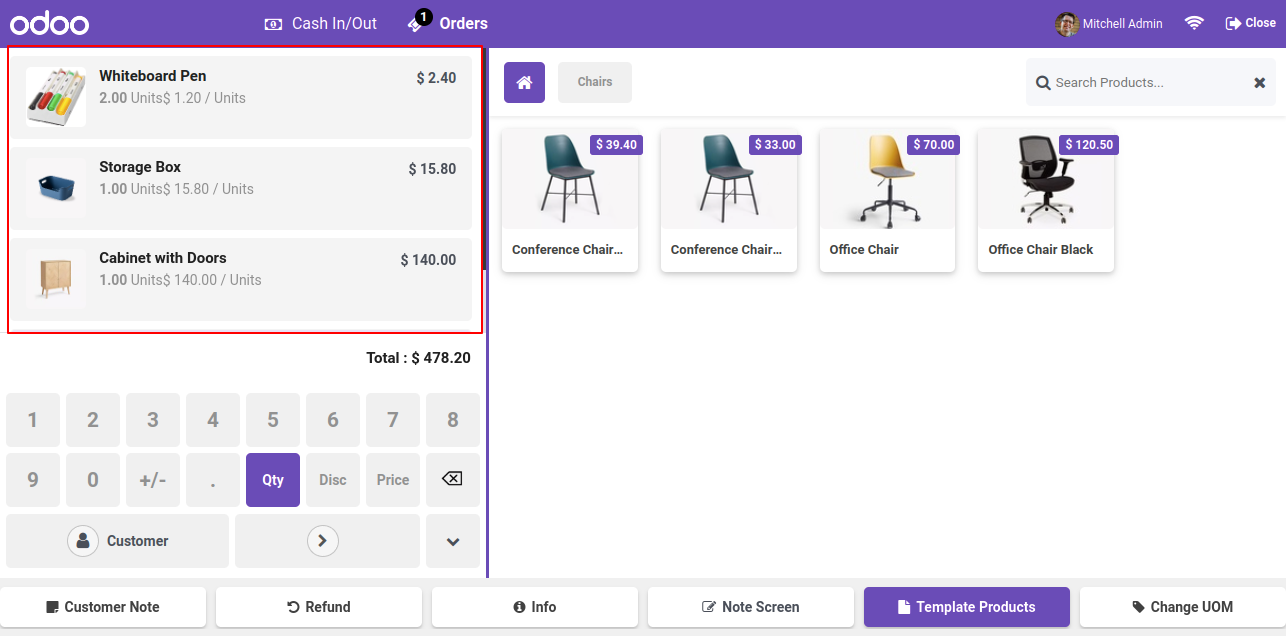 odoo
Cash In/Out
1
Orders
Mitchell Admin
Close
Whiteboard Pen
$ 2.40
2.00 Units$ 1.20 / Units
Storage Box
$ 15.80
1.00 Units$ 15.80 / Units
Cabinet with Doors
$ 140.00
1.00 Units$ 140.00 / Units
Total : $ 478.20
1 2 3 4 5 6 7 8
9 0 +/- . Qty Disc Price
Customer
Chairs
Search Products...
$ 39.40
Conference Chair...
$ 33.00
Conference Chair...
$ 70.00
Office Chair
$ 120.50
Office Chair Black
Customer Note
Refund
Info
Note Screen
Template Products
Change UOM